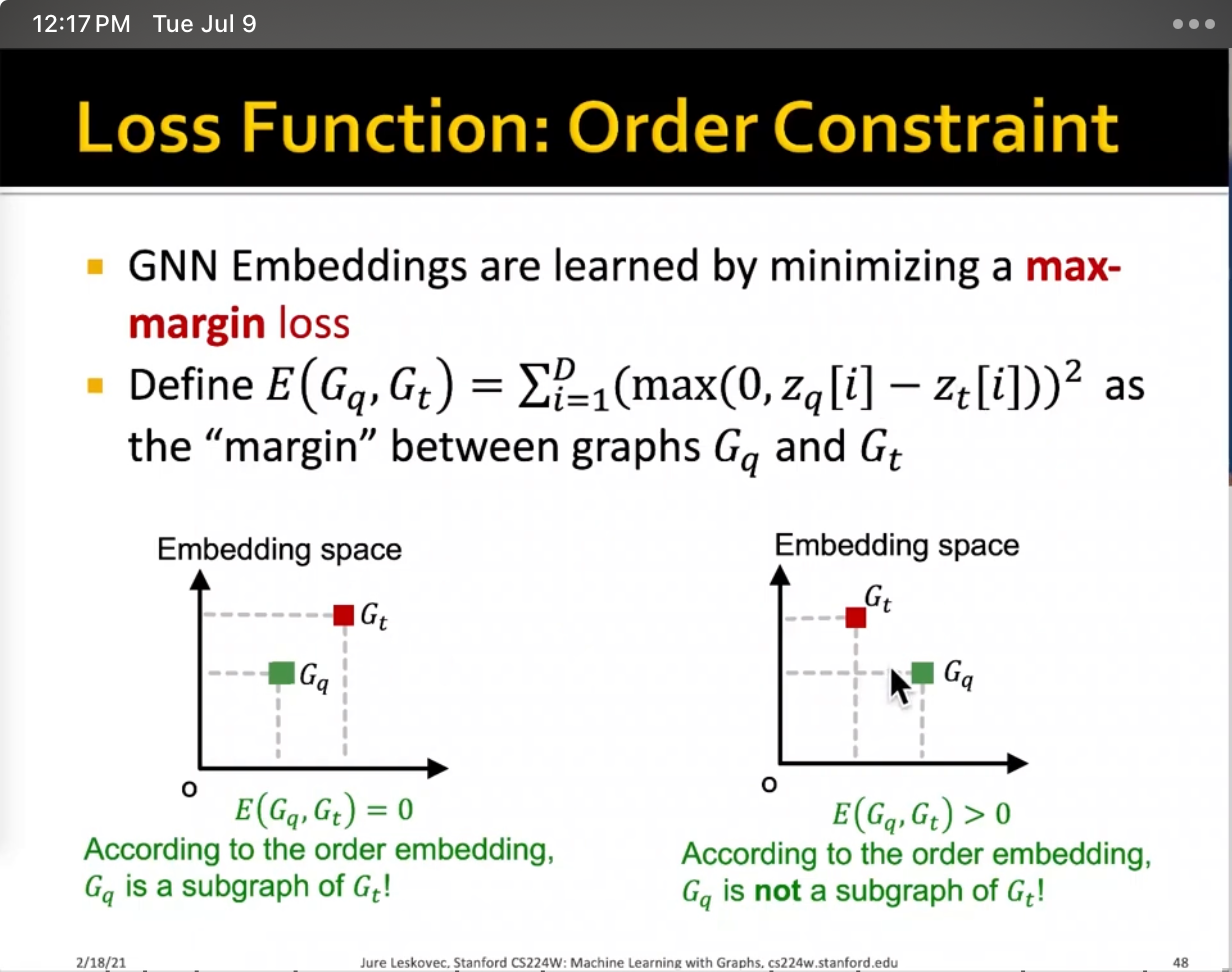 12:17 PM Tue Jul 9
Loss Function: Order Constraint
GNN Embeddings are learned by minimizing a max-
margin loss
Define E(G_q, G_t) = ∑_{i=1}^{D}(max(0, z_q[i] − z_t[i]))² as
the “margin” between graphs G_q and G_t
Embedding space
G_t
G_q
O
E(G_q, G_t) = 0
According to the order embedding,
G_q is a subgraph of G_t!
Embedding space
G_t
G_q
O
E(G_q, G_t) > 0
According to the order embedding,
G_q is not a subgraph of G_t!
2/18/21
Jure Leskovec, Stanford CS224W: Machine Learning with Graphs, cs224w.stanford.edu
48